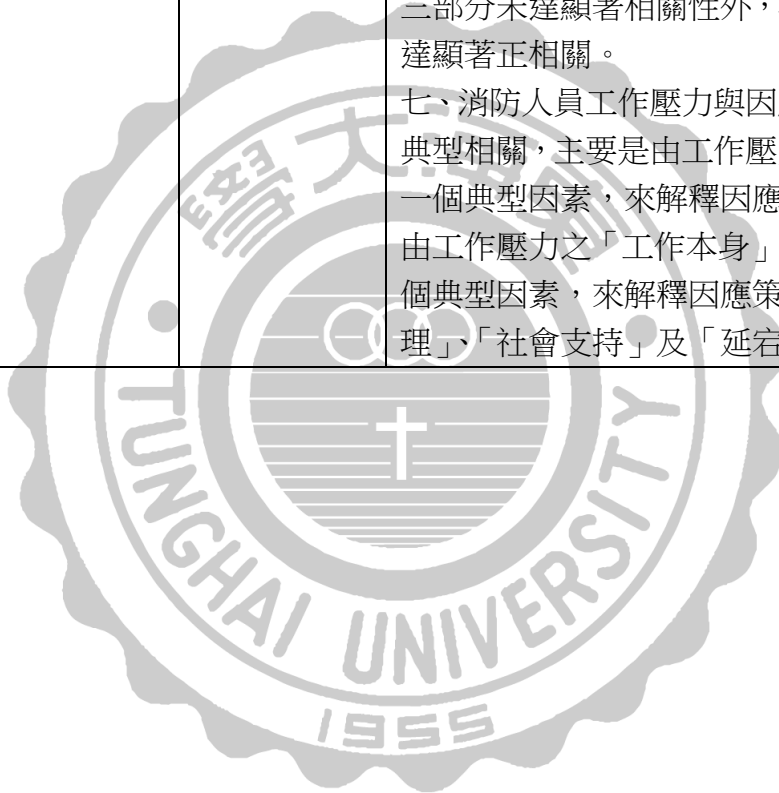 三部分未達顯著相關性外，
達顯著正相關。
七、消防人員工作壓力與因
典型相關，主要是由工作壓
一個典型因素，來解釋因應
由工作壓力之「工作本身」
個典型因素，來解釋因應策
理」、「社會支持」及「延宕
學大海東
TUNGHAI UNIVERSITY
1955